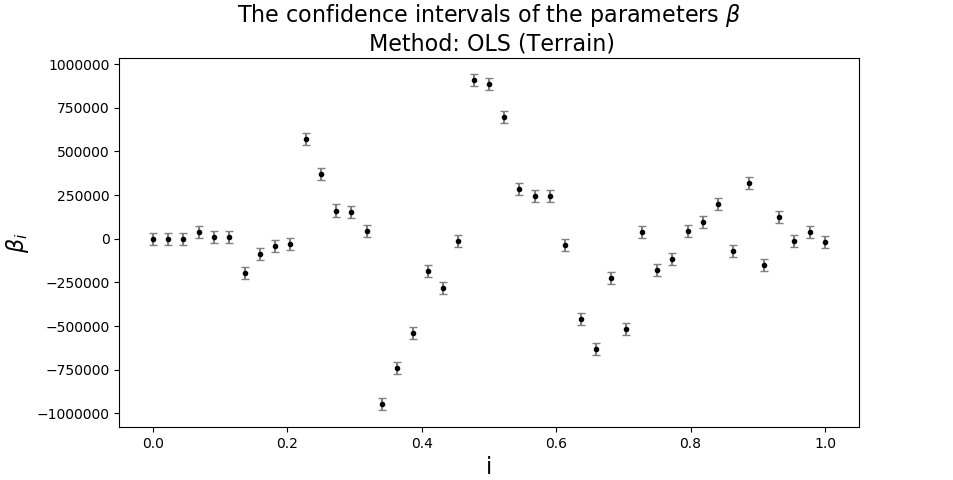 The confidence intervals of the parameters β
Method: OLS (Terrain)
1000000
750000
500000
250000
0
−250000
−500000
−750000
−1000000
βi
0.0 0.2 0.4 0.6 0.8 1.0
i